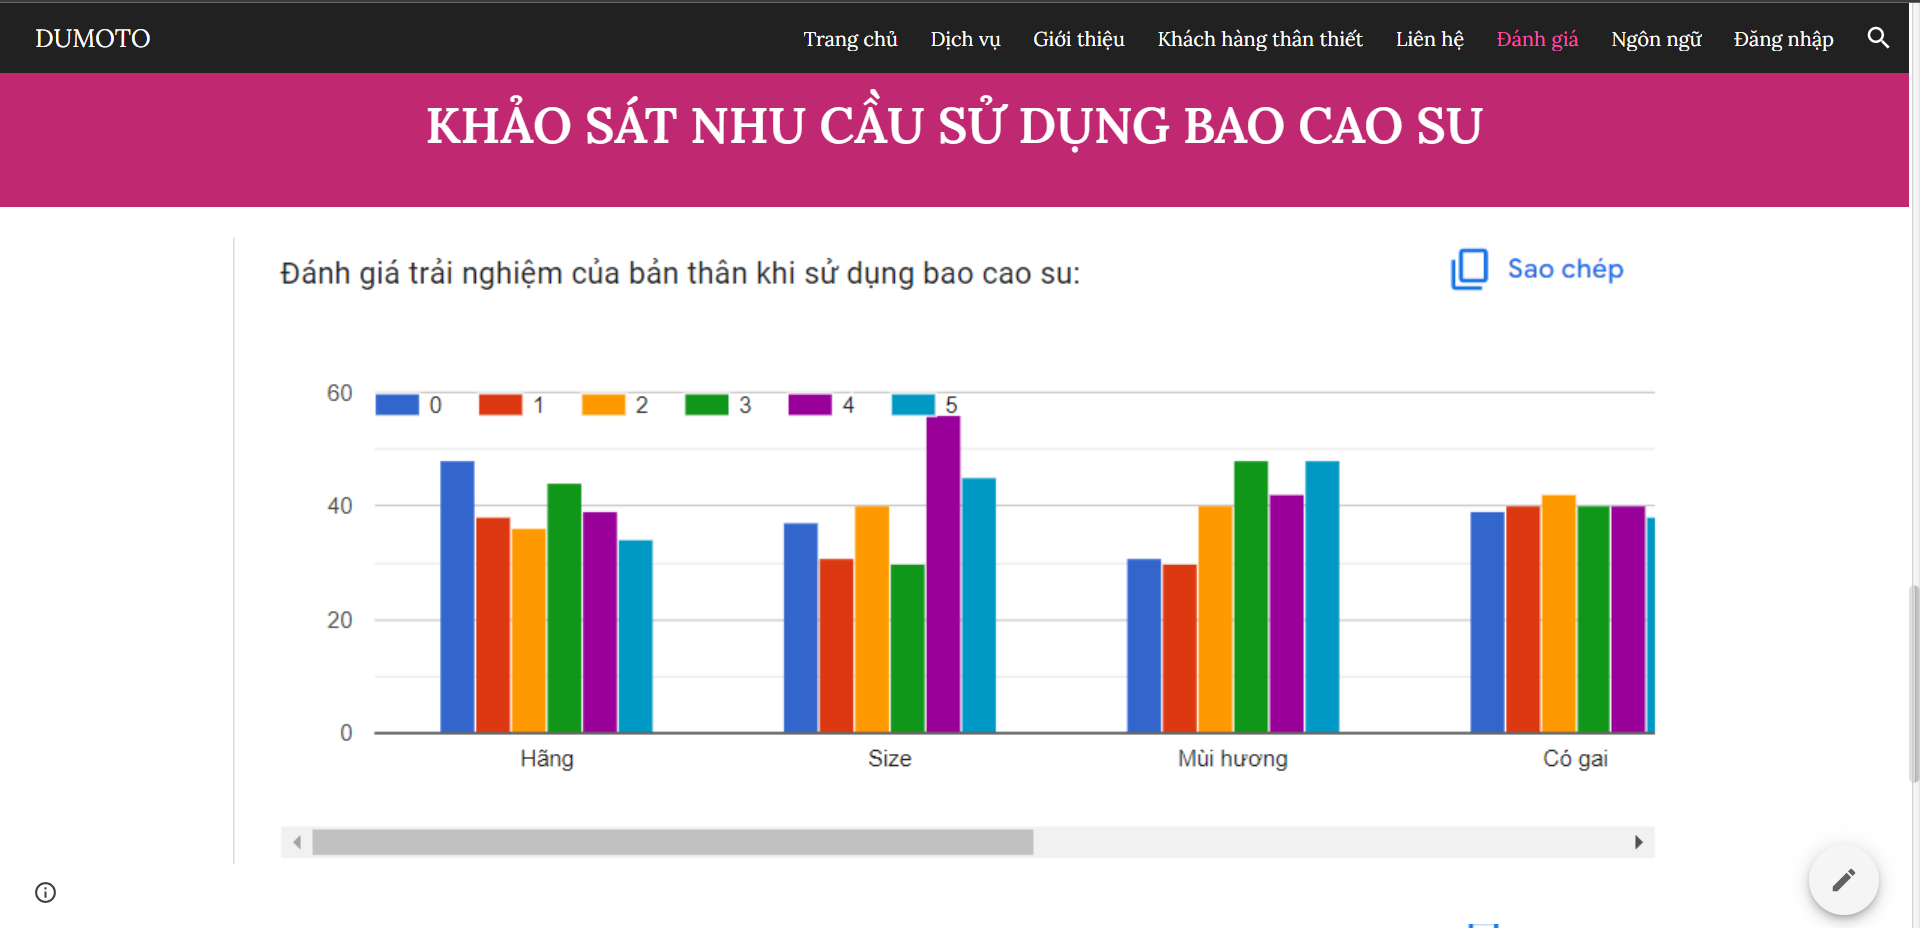 DUMOTO
Trang chủ Dịch vụ Giới thiệu Khách hàng thân thiết Liên hệ Đánh giá Ngôn ngữ Đăng nhập
KHẢO SÁT NHU CẦU SỬ DỤNG BAO CAO SU
Đánh giá trải nghiệm của bản thân khi sử dụng bao cao su:
Sao chép
60
0 1 2 3 4 5
40
20
0
Hãng Size Mùi hương Có gai